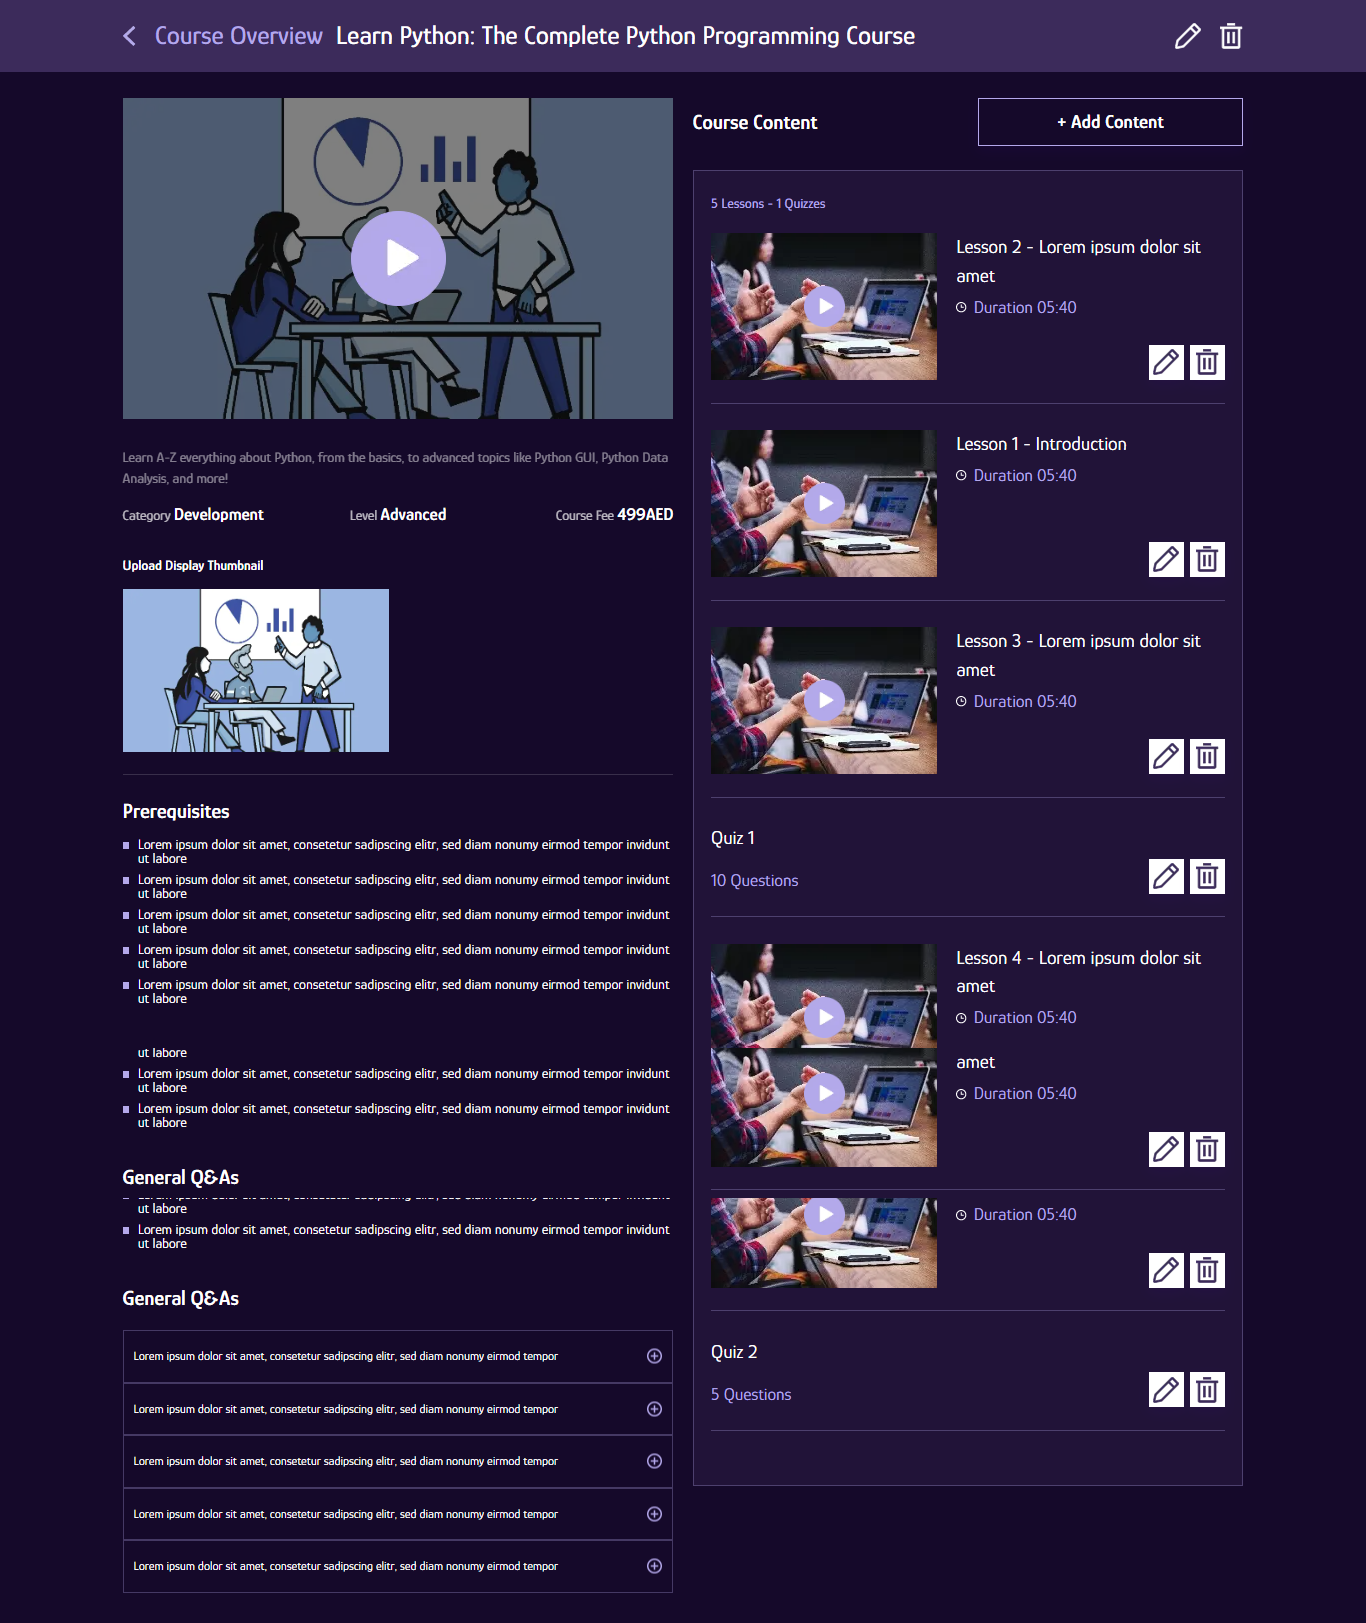 Course Overview Learn Python: The Complete Python Programming Course
Learn A-Z everything about Python, from the basics, to advanced topics like Python GUI, Python Data
Analysis, and more!
Category Development Level Advanced Course Fee 499AED
Upload Display Thumbnail
Prerequisites
Lorem ipsum dolor sit amet, consetetur sadipscing elitr, sed diam nonumy eirmod tempor invidunt
ut labore
Lorem ipsum dolor sit amet, consetetur sadipscing elitr, sed diam nonumy eirmod tempor invidunt
ut labore
Lorem ipsum dolor sit amet, consetetur sadipscing elitr, sed diam nonumy eirmod tempor invidunt
ut labore
Lorem ipsum dolor sit amet, consetetur sadipscing elitr, sed diam nonumy eirmod tempor invidunt
ut labore
Lorem ipsum dolor sit amet, consetetur sadipscing elitr, sed diam nonumy eirmod tempor invidunt
ut labore
ut labore
Lorem ipsum dolor sit amet, consetetur sadipscing elitr, sed diam nonumy eirmod tempor invidunt
ut labore
Lorem ipsum dolor sit amet, consetetur sadipscing elitr, sed diam nonumy eirmod tempor invidunt
ut labore
General Q&As
ut labore
Lorem ipsum dolor sit amet, consetetur sadipscing elitr, sed diam nonumy eirmod tempor invidunt
ut labore
General Q&As
Lorem ipsum dolor sit amet, consetetur sadipscing elitr, sed diam nonumy eirmod tempor
Lorem ipsum dolor sit amet, consetetur sadipscing elitr, sed diam nonumy eirmod tempor
Lorem ipsum dolor sit amet, consetetur sadipscing elitr, sed diam nonumy eirmod tempor
Lorem ipsum dolor sit amet, consetetur sadipscing elitr, sed diam nonumy eirmod tempor
Lorem ipsum dolor sit amet, consetetur sadipscing elitr, sed diam nonumy eirmod tempor
Course Content
+ Add Content
5 Lessons - 1 Quizzes
Lesson 2 - Lorem ipsum dolor sit
amet
Duration 05:40
Lesson 1 - Introduction
Duration 05:40
Lesson 3 - Lorem ipsum dolor sit
amet
Duration 05:40
Quiz 1
10 Questions
Lesson 4 - Lorem ipsum dolor sit
amet
Duration 05:40
amet
Duration 05:40
Duration 05:40
Quiz 2
5 Questions